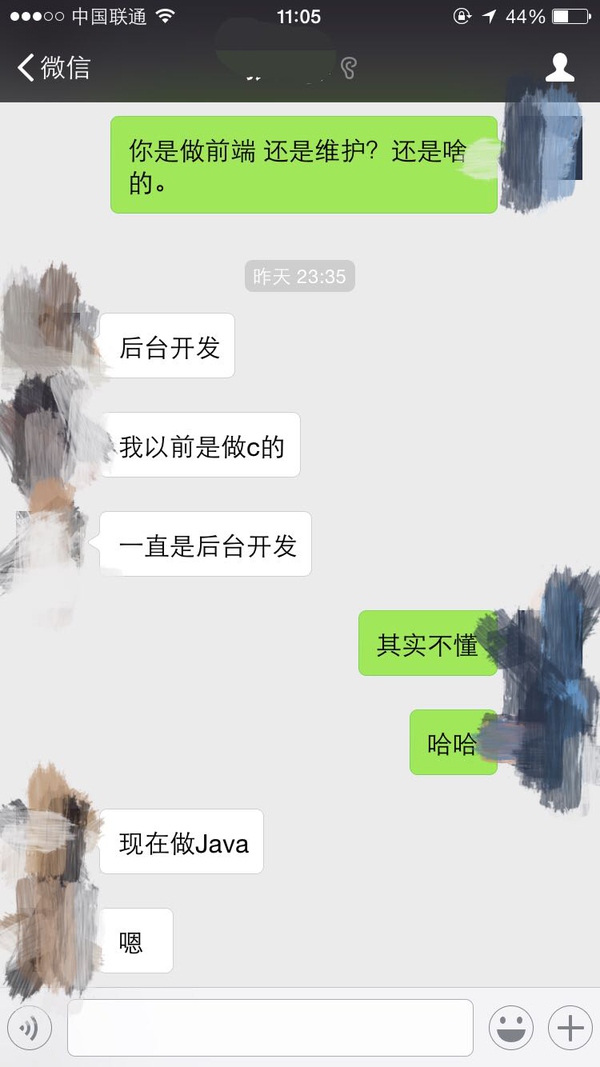 中国联通 11:05 44%
微信
你是做前端 还是维护？还是啥
的。
昨天 23:35
后台开发
我以前是做c的
一直是后台开发
其实不懂
哈哈
现在做Java
嗯